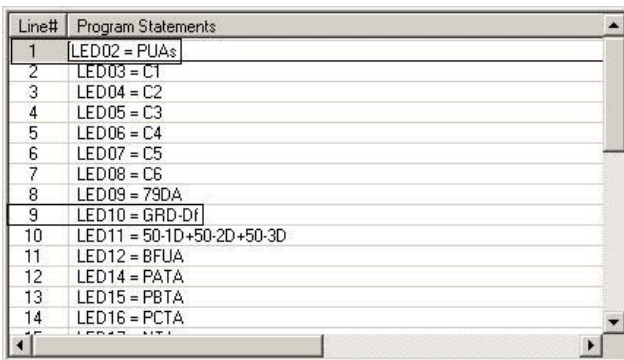 Line# Program Statements
1 LED02 = PUAs
2 LED03 = C1
3 LED04 = C2
4 LED05 = C3
5 LED06 = C4
6 LED07 = C5
7 LED08 = C6
8 LED09 = 79DA
9 LED10 = GRD-Df
10 LED11 = 50-1D+50-2D+50-3D
11 LED12 = BFUA
12 LED14 = PATA
13 LED15 = PBTA
14 LED16 = PCTA